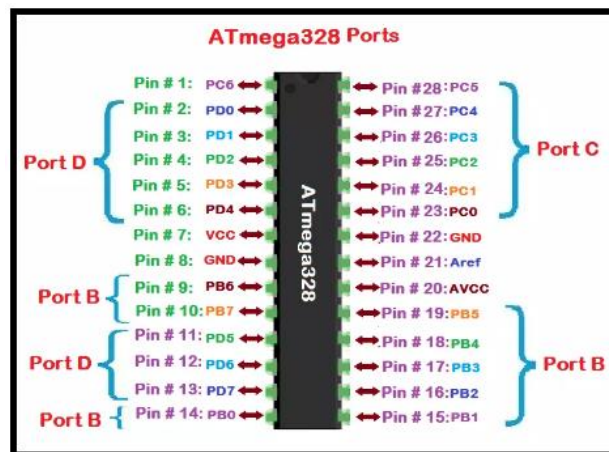 ATmega328 Ports
Pin # 1: PC6
Pin # 2: PD0
Pin # 3: PD1
Pin # 4: PD2
Pin # 5: PD3
Pin # 6: PD4
Pin # 7: VCC
Pin # 8: GND
Pin # 9: PB6
Pin # 10: PB7
Pin # 11: PD5
Pin # 12: PD6
Pin # 13: PD7
Pin # 14: PB0
Port D
Port B
Port D
Port B
ATmega328
Pin #28: PC5
Pin #27: PC4
Pin # 26: PC3
Pin # 25: PC2
Pin # 24: PC1
Pin # 23: PC0
Pin # 22: GND
Pin # 21: Aref
Pin # 20: AVCC
Pin # 19: PB5
Pin # 18: PB4
Pin # 17: PB3
Pin # 16: PB2
Pin # 15: PB1
Port C
Port B